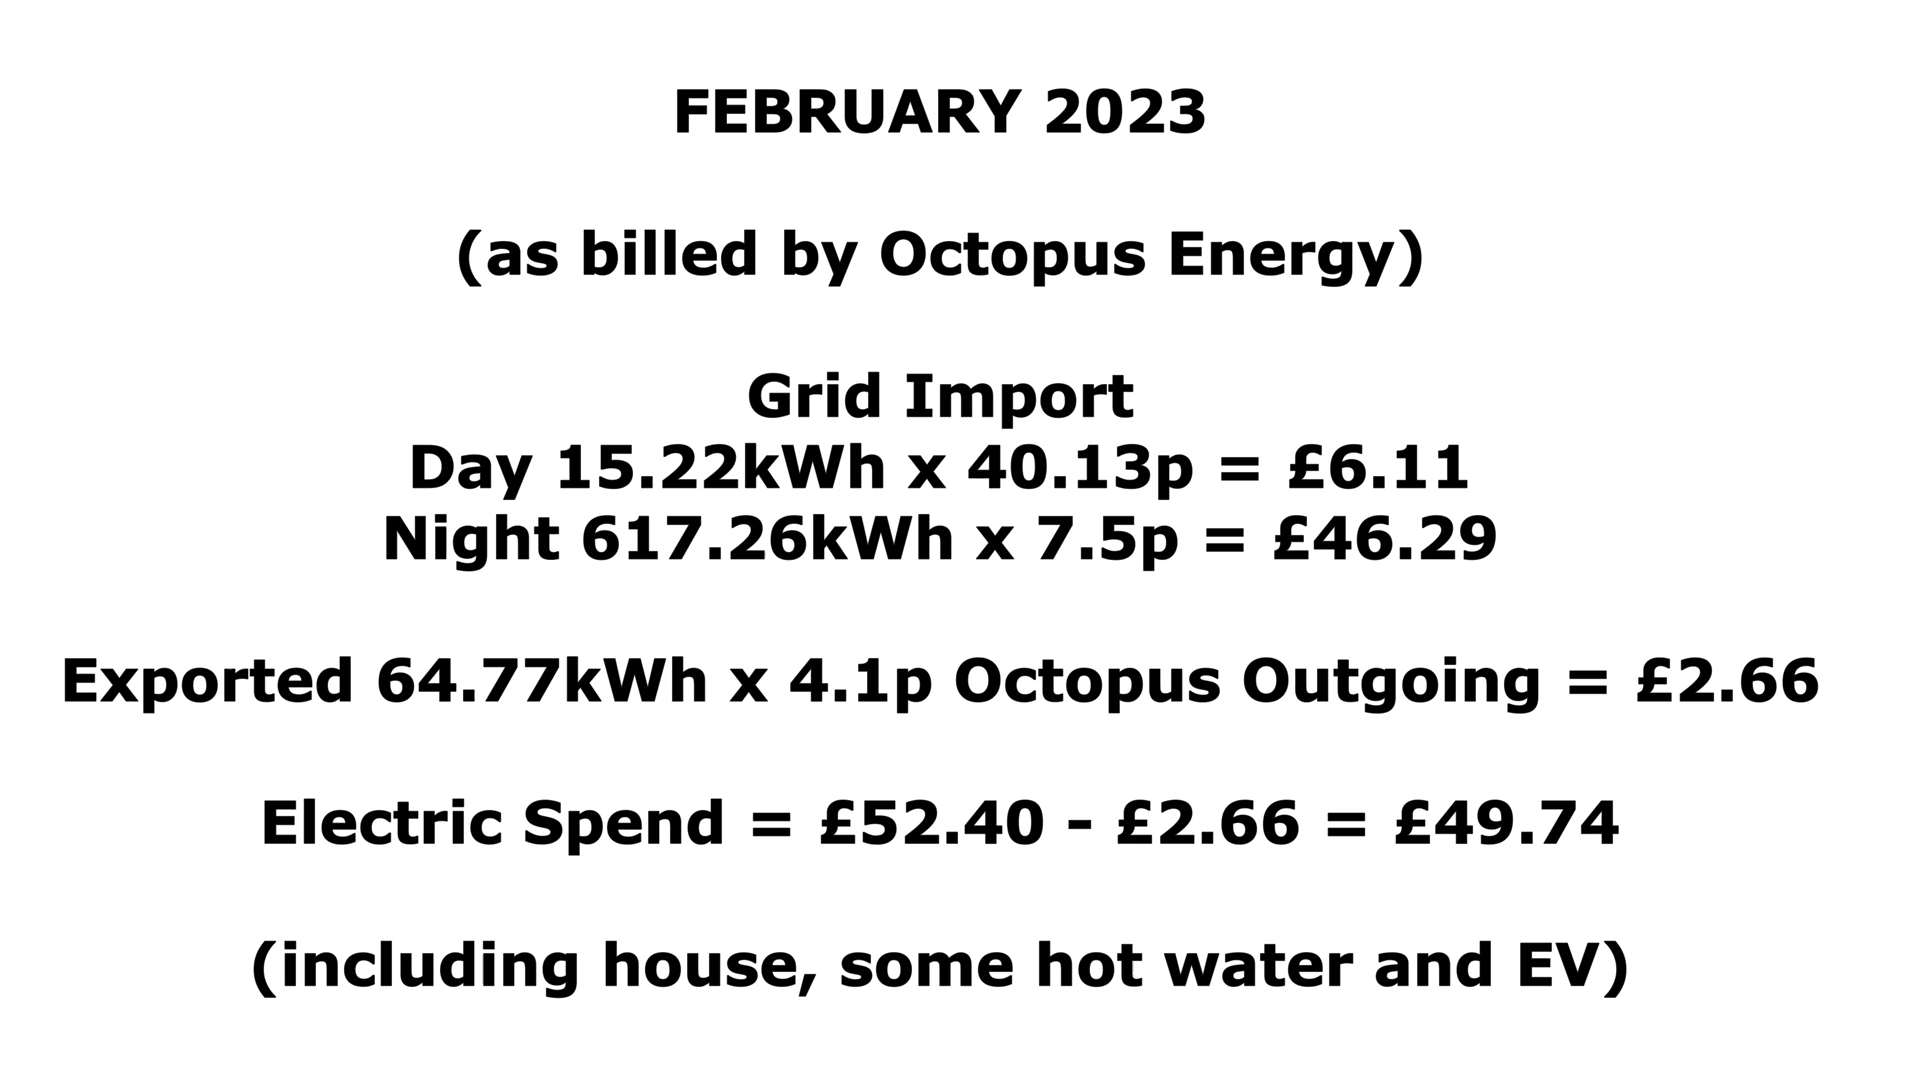 FEBRUARY 2023
(as billed by Octopus Energy)
Grid Import
Day 15.22kWh x 40.13p = £6.11
Night 617.26kWh x 7.5p = £46.29
Exported 64.77kWh x 4.1p Octopus Outgoing = £2.66
Electric Spend = £52.40 - £2.66 = £49.74
(including house, some hot water and EV)